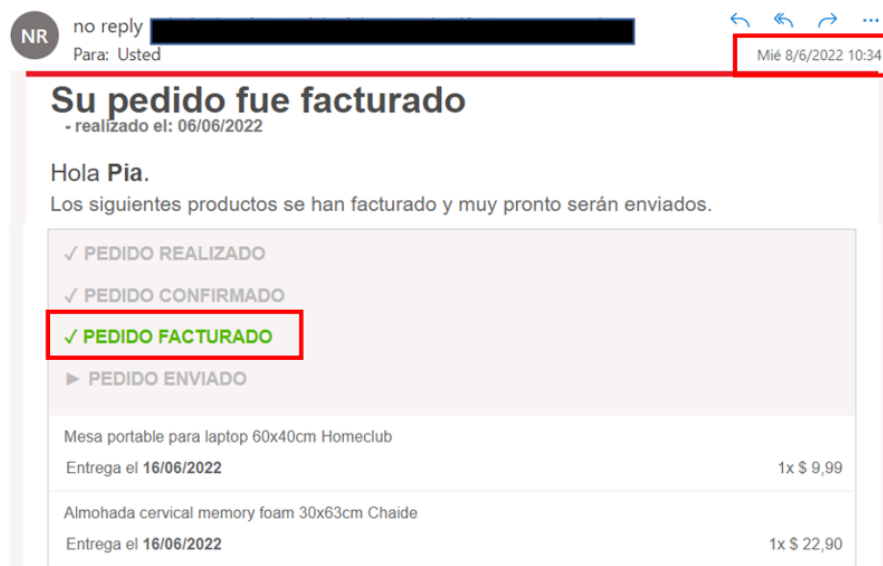 NR
no reply
Para: Usted
Mié 8/6/2022 10:34
Su pedido fue facturado
- realizado el: 06/06/2022
Hola Pia.
Los siguientes productos se han facturado y muy pronto serán enviados.
✓ PEDIDO REALIZADO
✓ PEDIDO CONFIRMADO
✓ PEDIDO FACTURADO
► PEDIDO ENVIADO
Mesa portable para laptop 60x40cm Homeclub
Entrega el 16/06/2022 1x $ 9,99
Almohada cervical memory foam 30x63cm Chaide
Entrega el 16/06/2022 1x $ 22,90